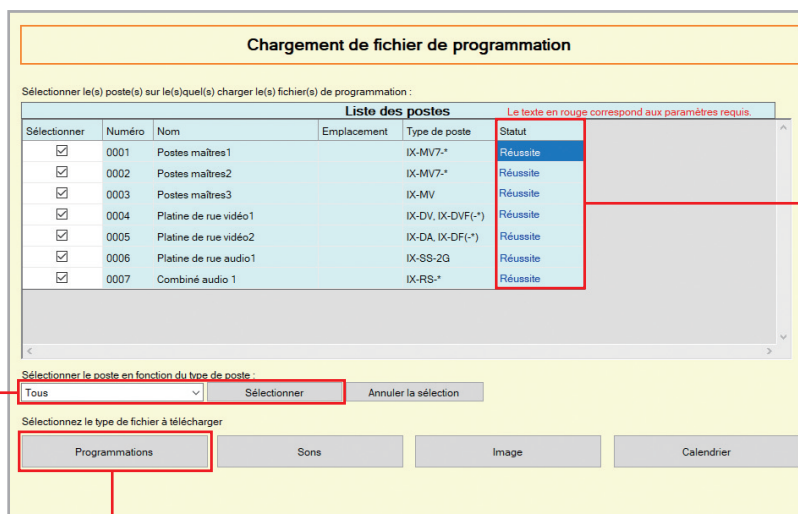 Chargement de fichier de programmation
Sélectionner le(s) poste(s) sur le(s)quel(s) charger le(s) fichier(s) de programmation :
Liste des postes Le texte en rouge correspond aux paramètres requis.
Sélectionner Numéro Nom Emplacement Type de poste Statut
0001 Postes maîtres1 IX-MV7-* Réussite
0002 Postes maîtres2 IX-MV7-* Réussite
0003 Postes maîtres3 IX-MV Réussite
0004 Platine de rue vidéo1 IX-DV, IX-DVF(-*) Réussite
0005 Platine de rue vidéo2 IX-DA, IX-DF(-*) Réussite
0006 Platine de rue audio1 IX-SS-2G Réussite
0007 Combiné audio 1 IX-RS-* Réussite
Sélectionner le poste en fonction du type de poste :
Tous Sélectionner Annuler la sélection
Sélectionnez le type de fichier à télécharger
Programmations Sons Image Calendrier